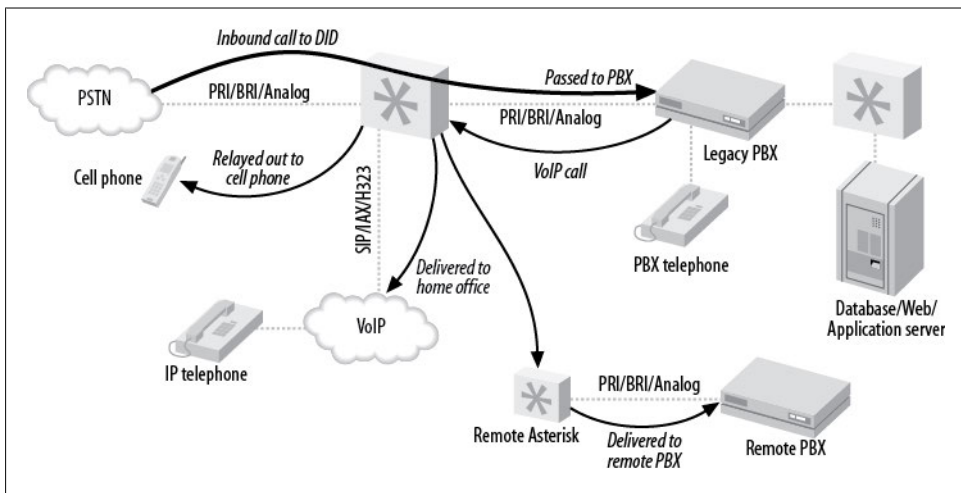 Inbound call to DID
PSTN
PRI/BRI/Analog
Passed to PBX
PRI/BRI/Analog
Legacy PBX
VoIP call
Cell phone
Relayed out to
cell phone
SIP/IAX/H323
PBX telephone
Delivered to
home office
Database/Web/
Application server
VoIP
IP telephone
PRI/BRI/Analog
Remote Asterisk
Delivered to
remote PBX
Remote PBX